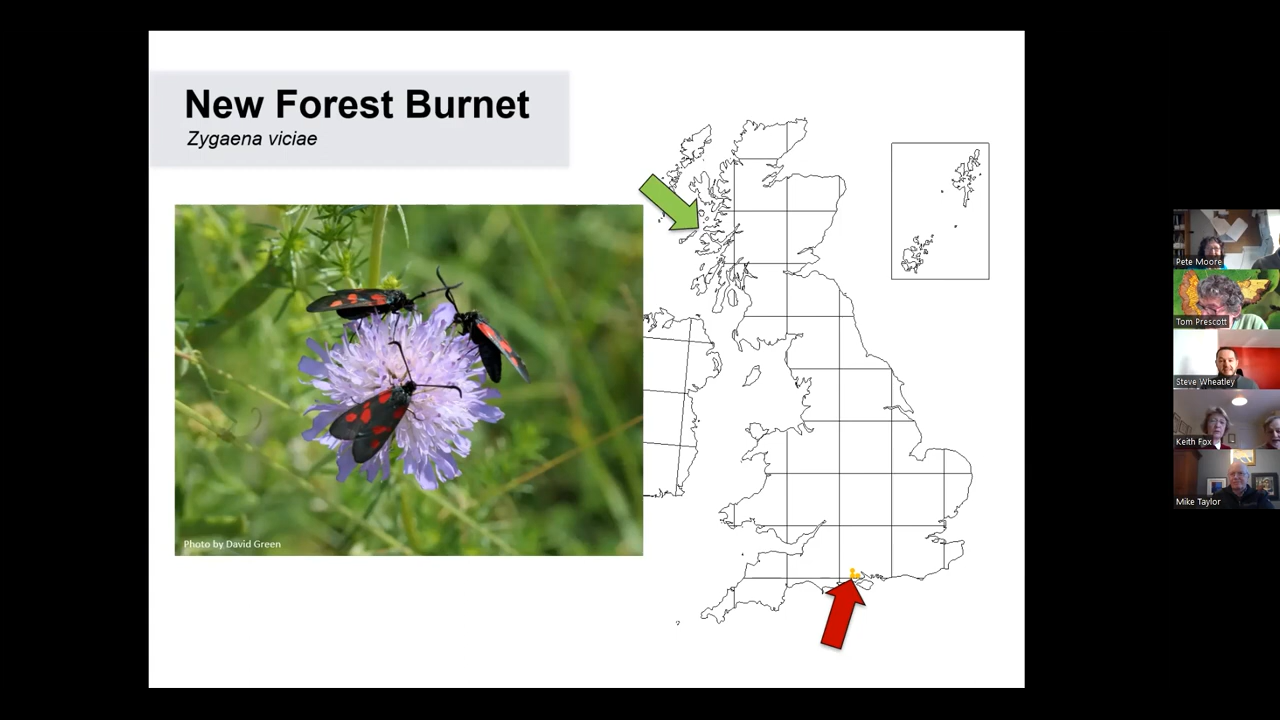 New Forest Burnet
Zygaena viciae
Photo by David Green
Pete Moore
Tom Prescott
Steve Wheatley
Keith Fox
Mike Taylor